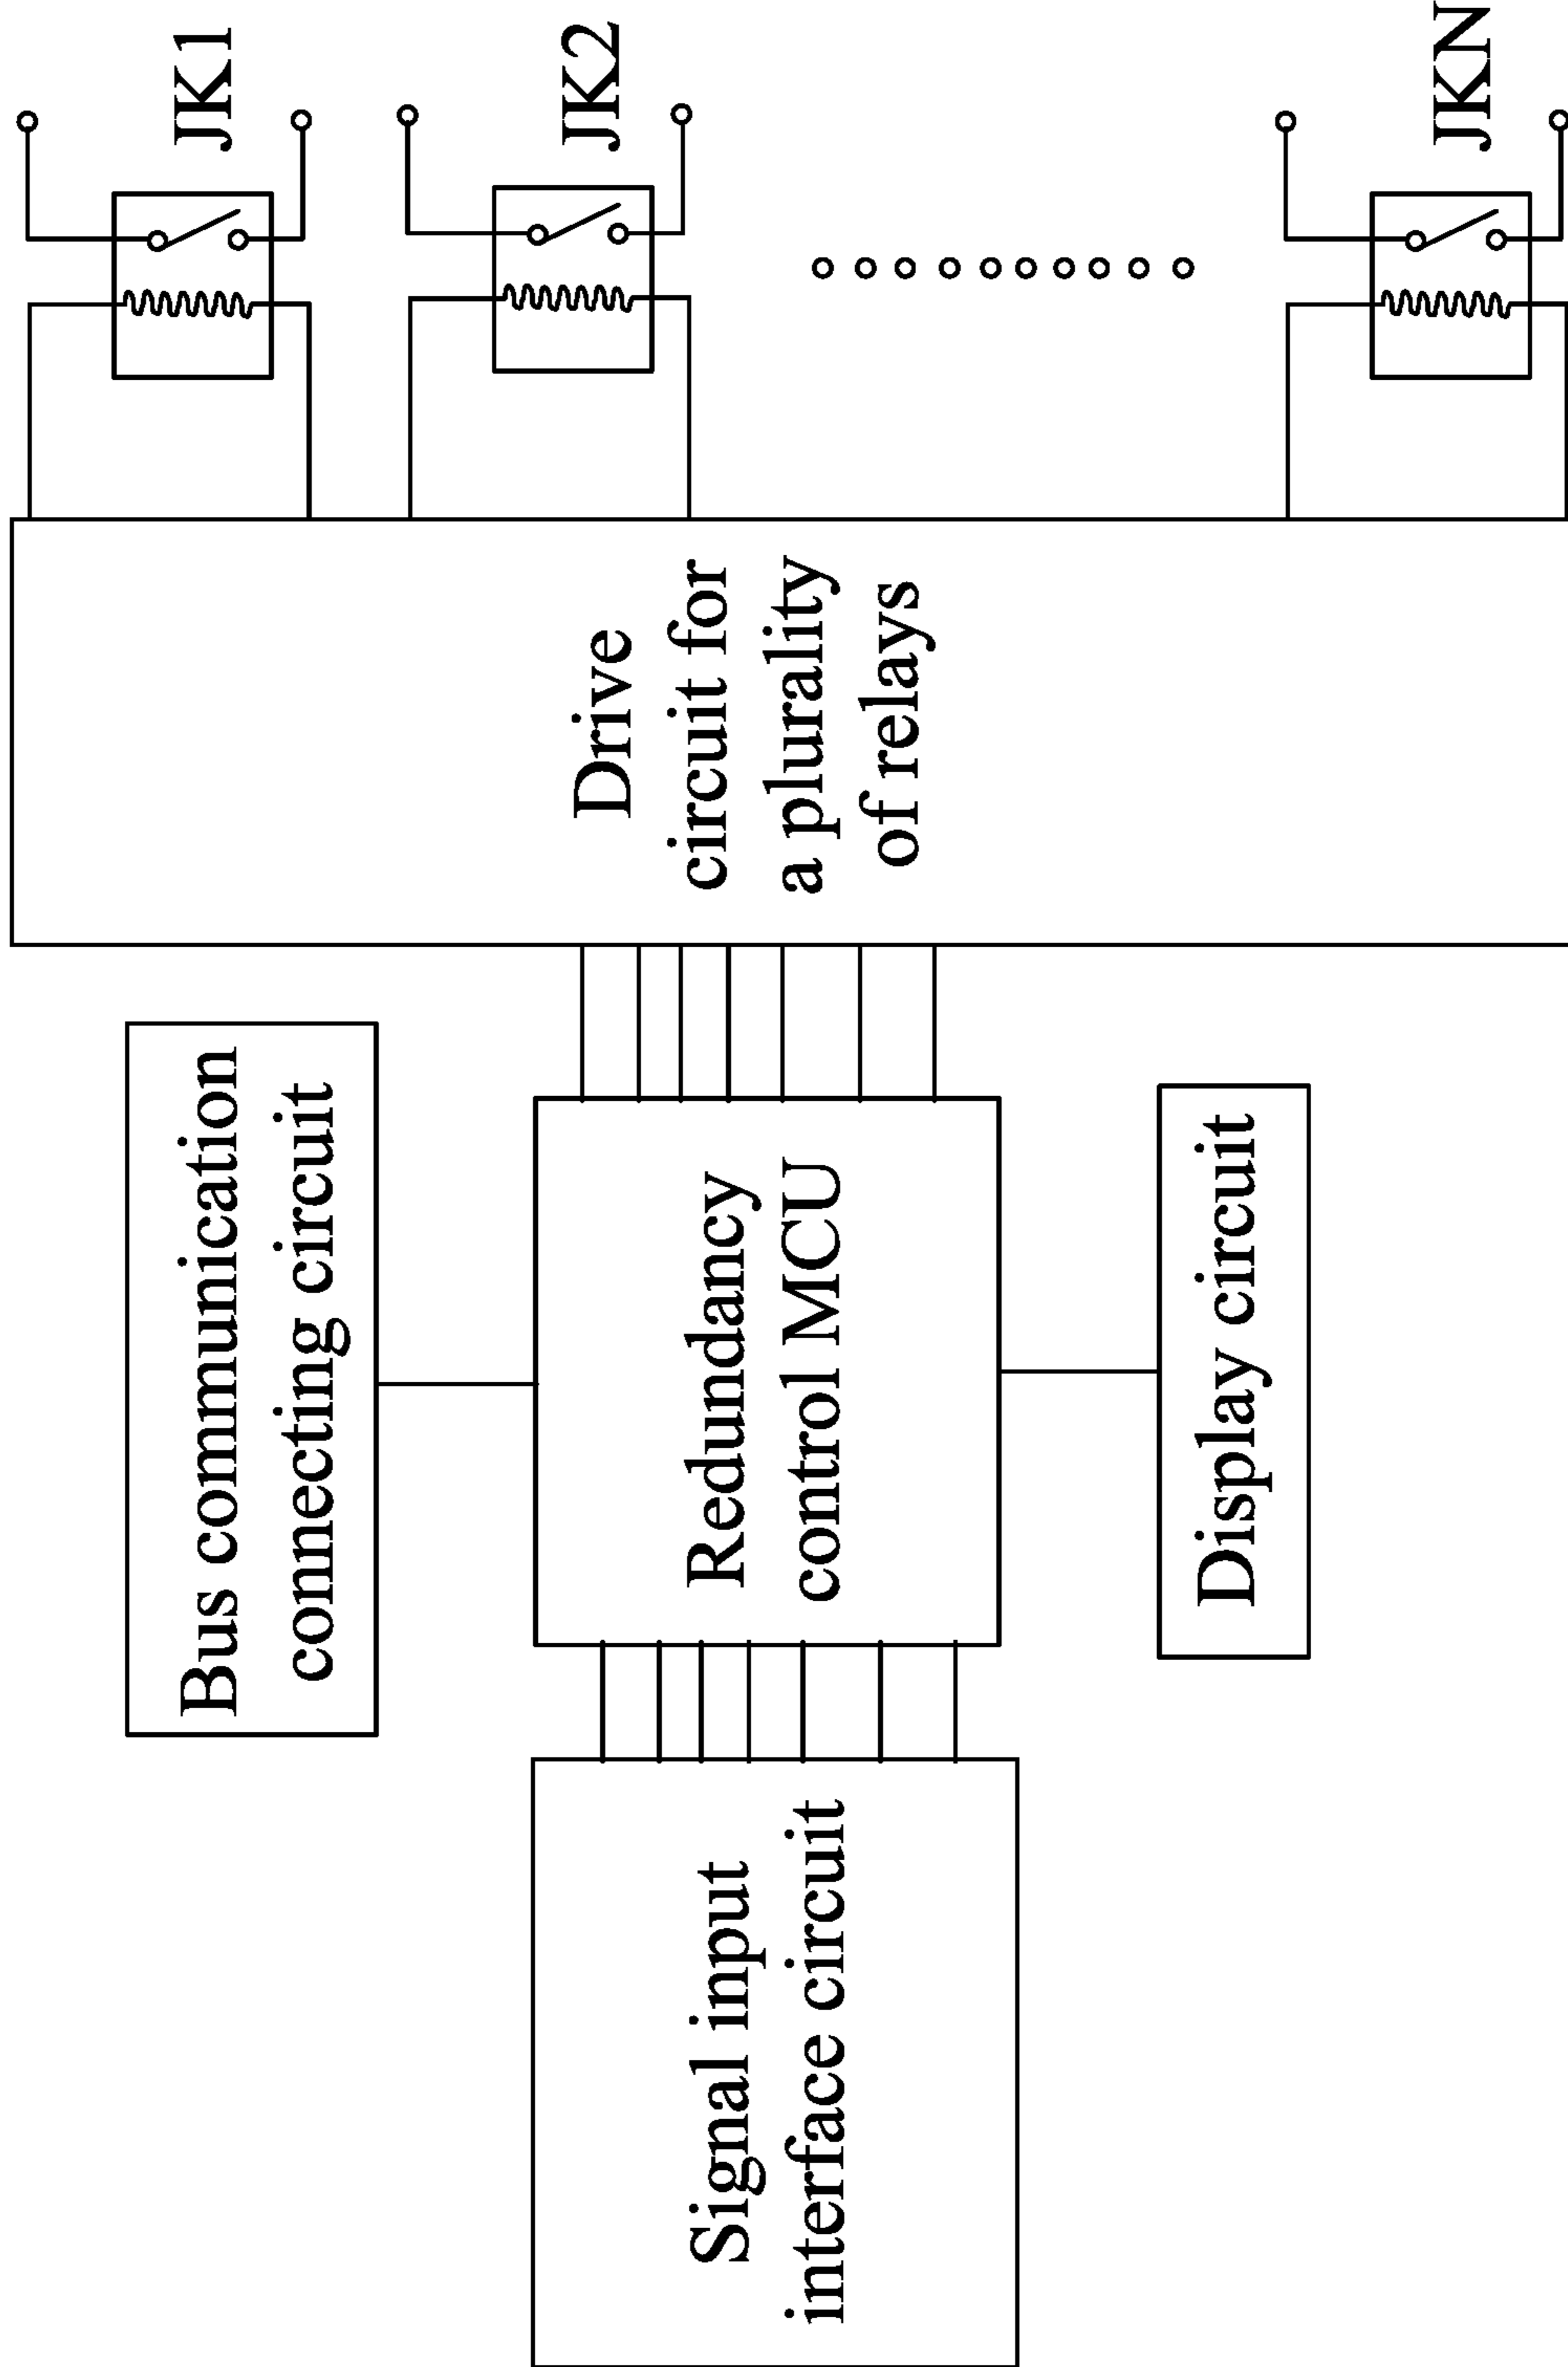 Bus communication
connecting circuit
Signal input
interface circuit
Redundancy
control MCU
Display circuit
Drive
circuit for
a plurality
of relays
JK1
JK2
JKN